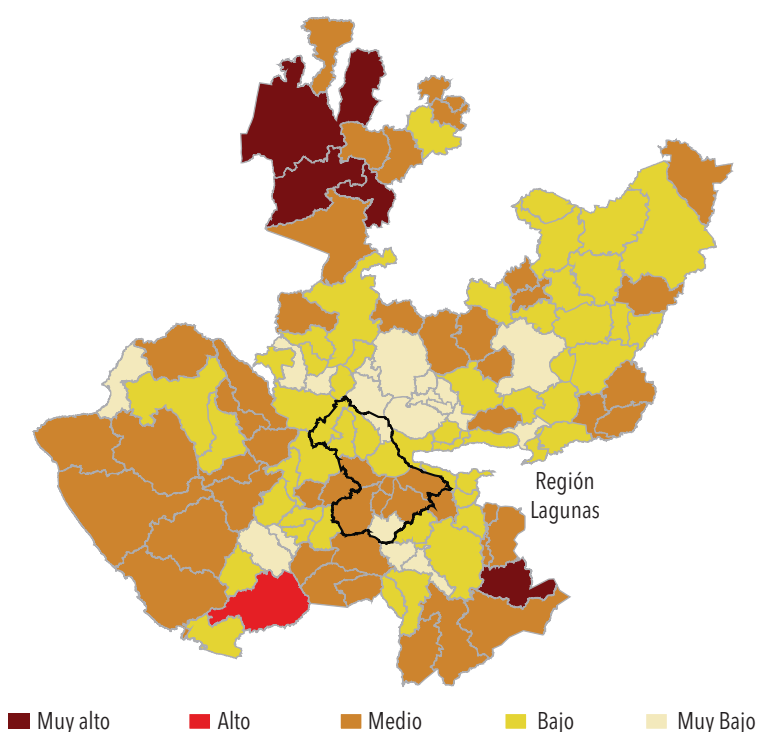 Región
Lagunas
Muy alto
Alto
Medio
Bajo
Muy Bajo